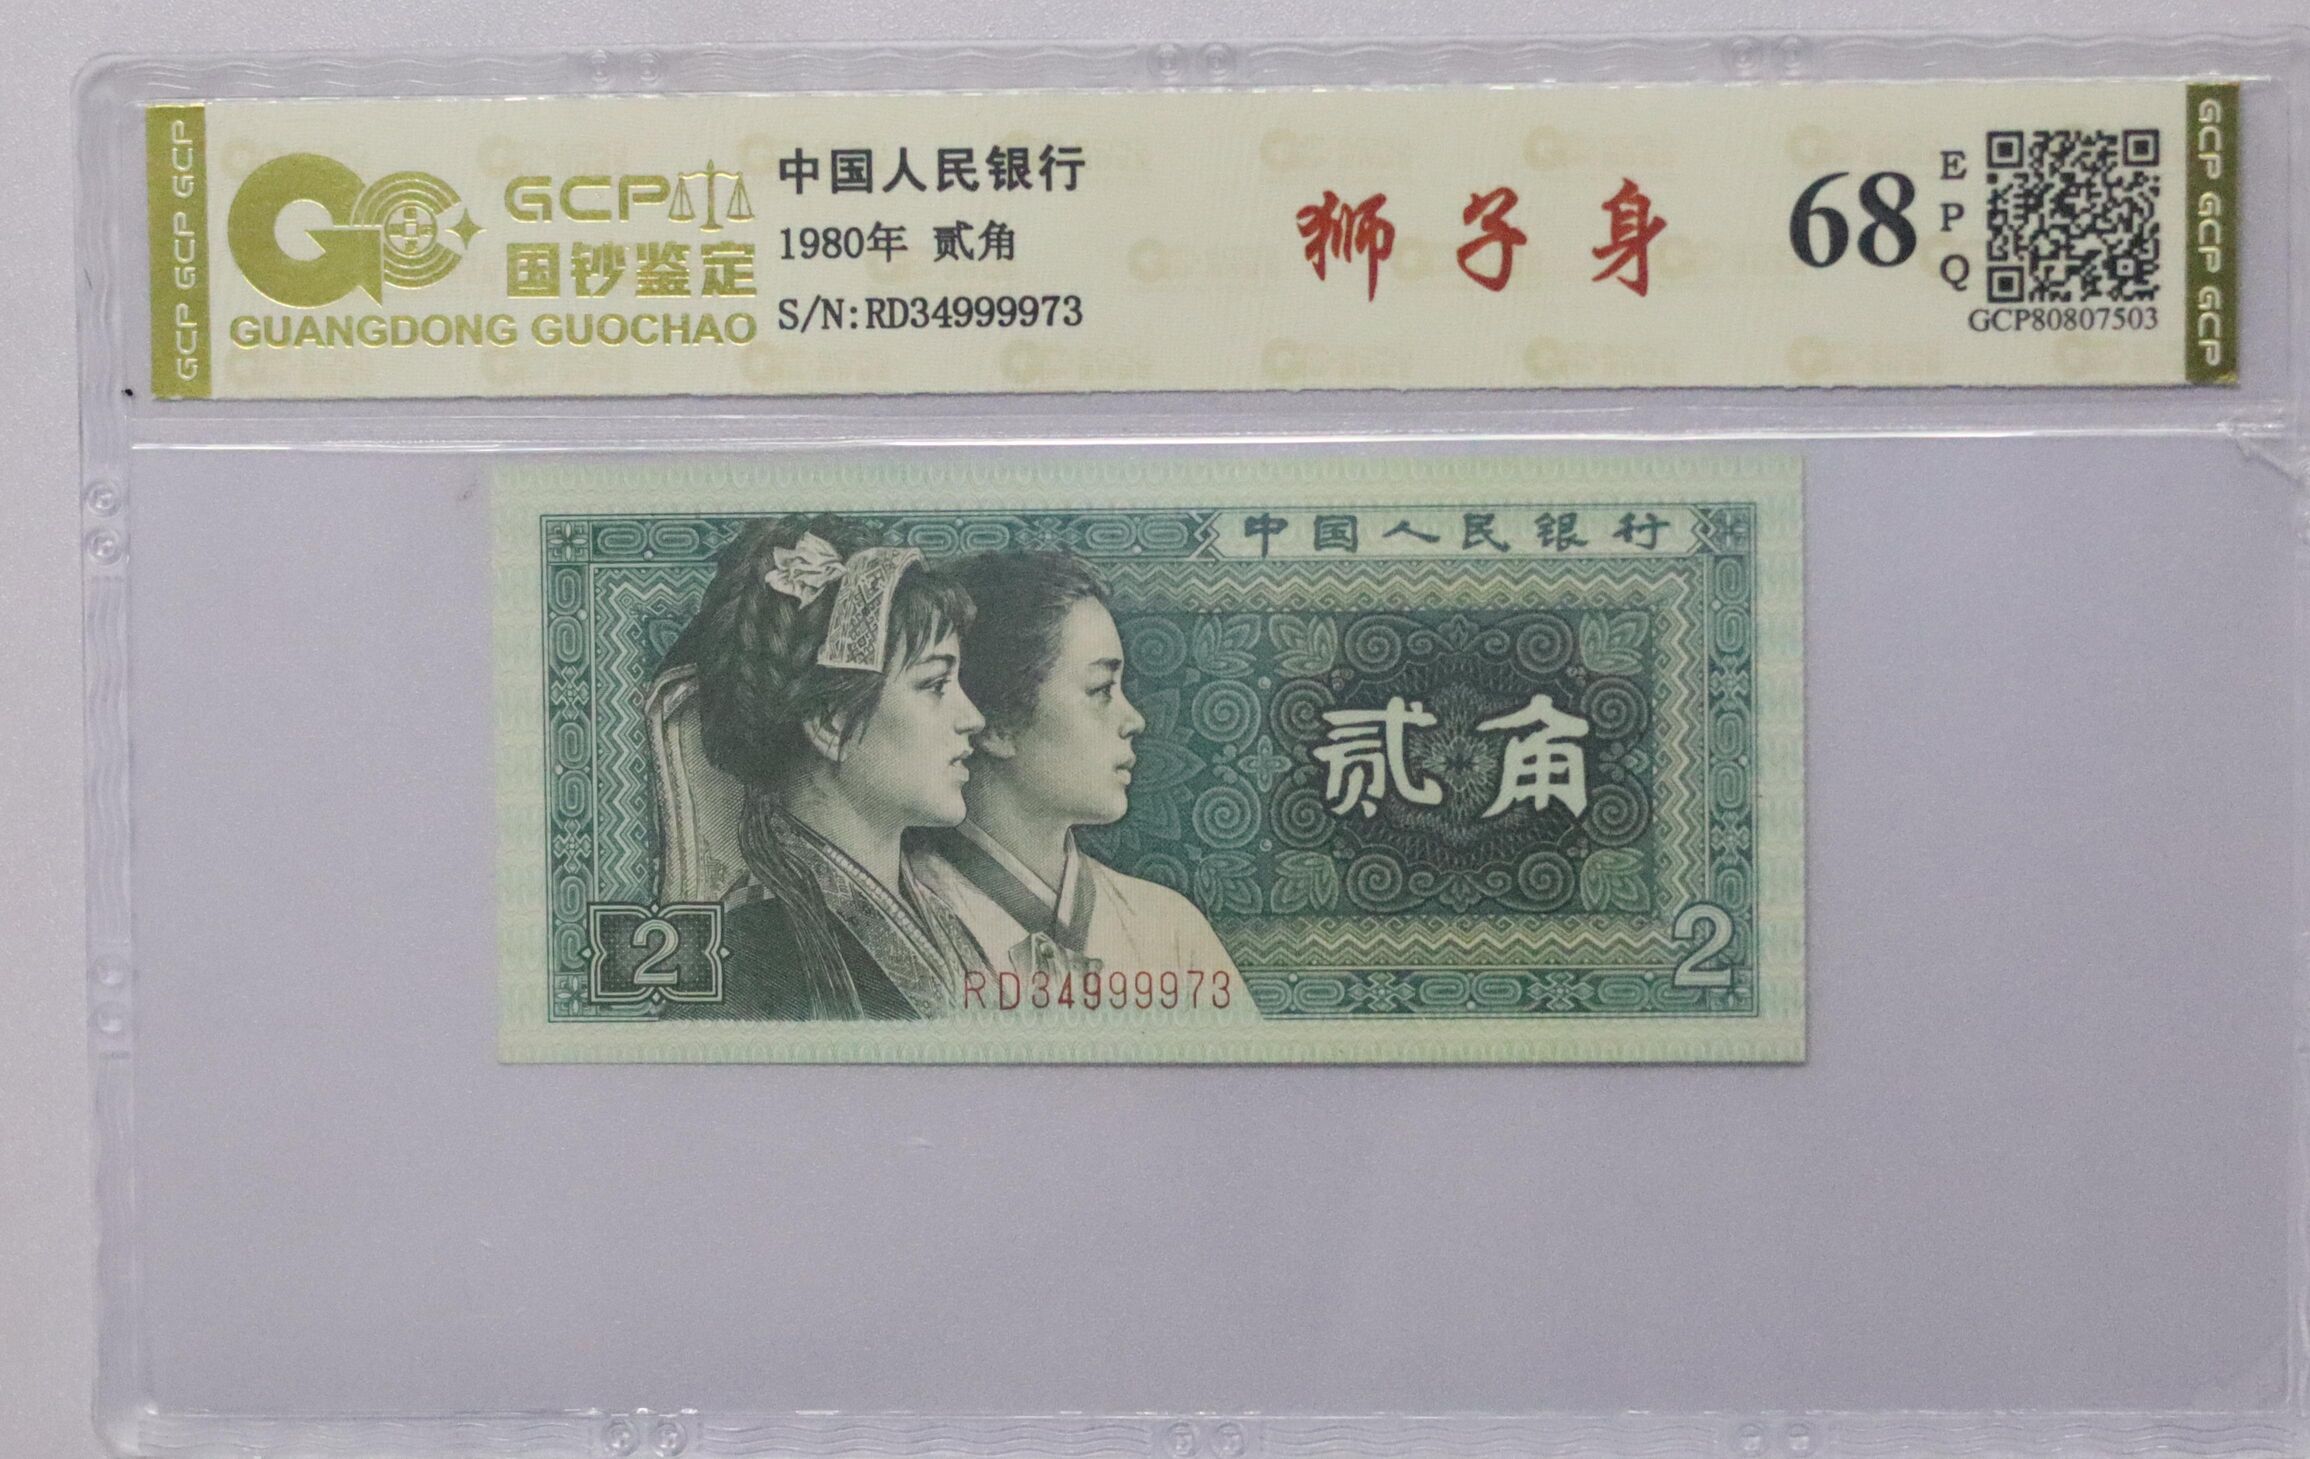 GCP GCP GCP
GCP
国钞鉴定
GUANGDONG GUOCHAO
中国人民银行
1980年 贰角
S/N:RD34999973
狮子身
68
EPQ
GCP80807503
GCP GCP GCP
中国人民银行
贰角
2
2
RD34999973